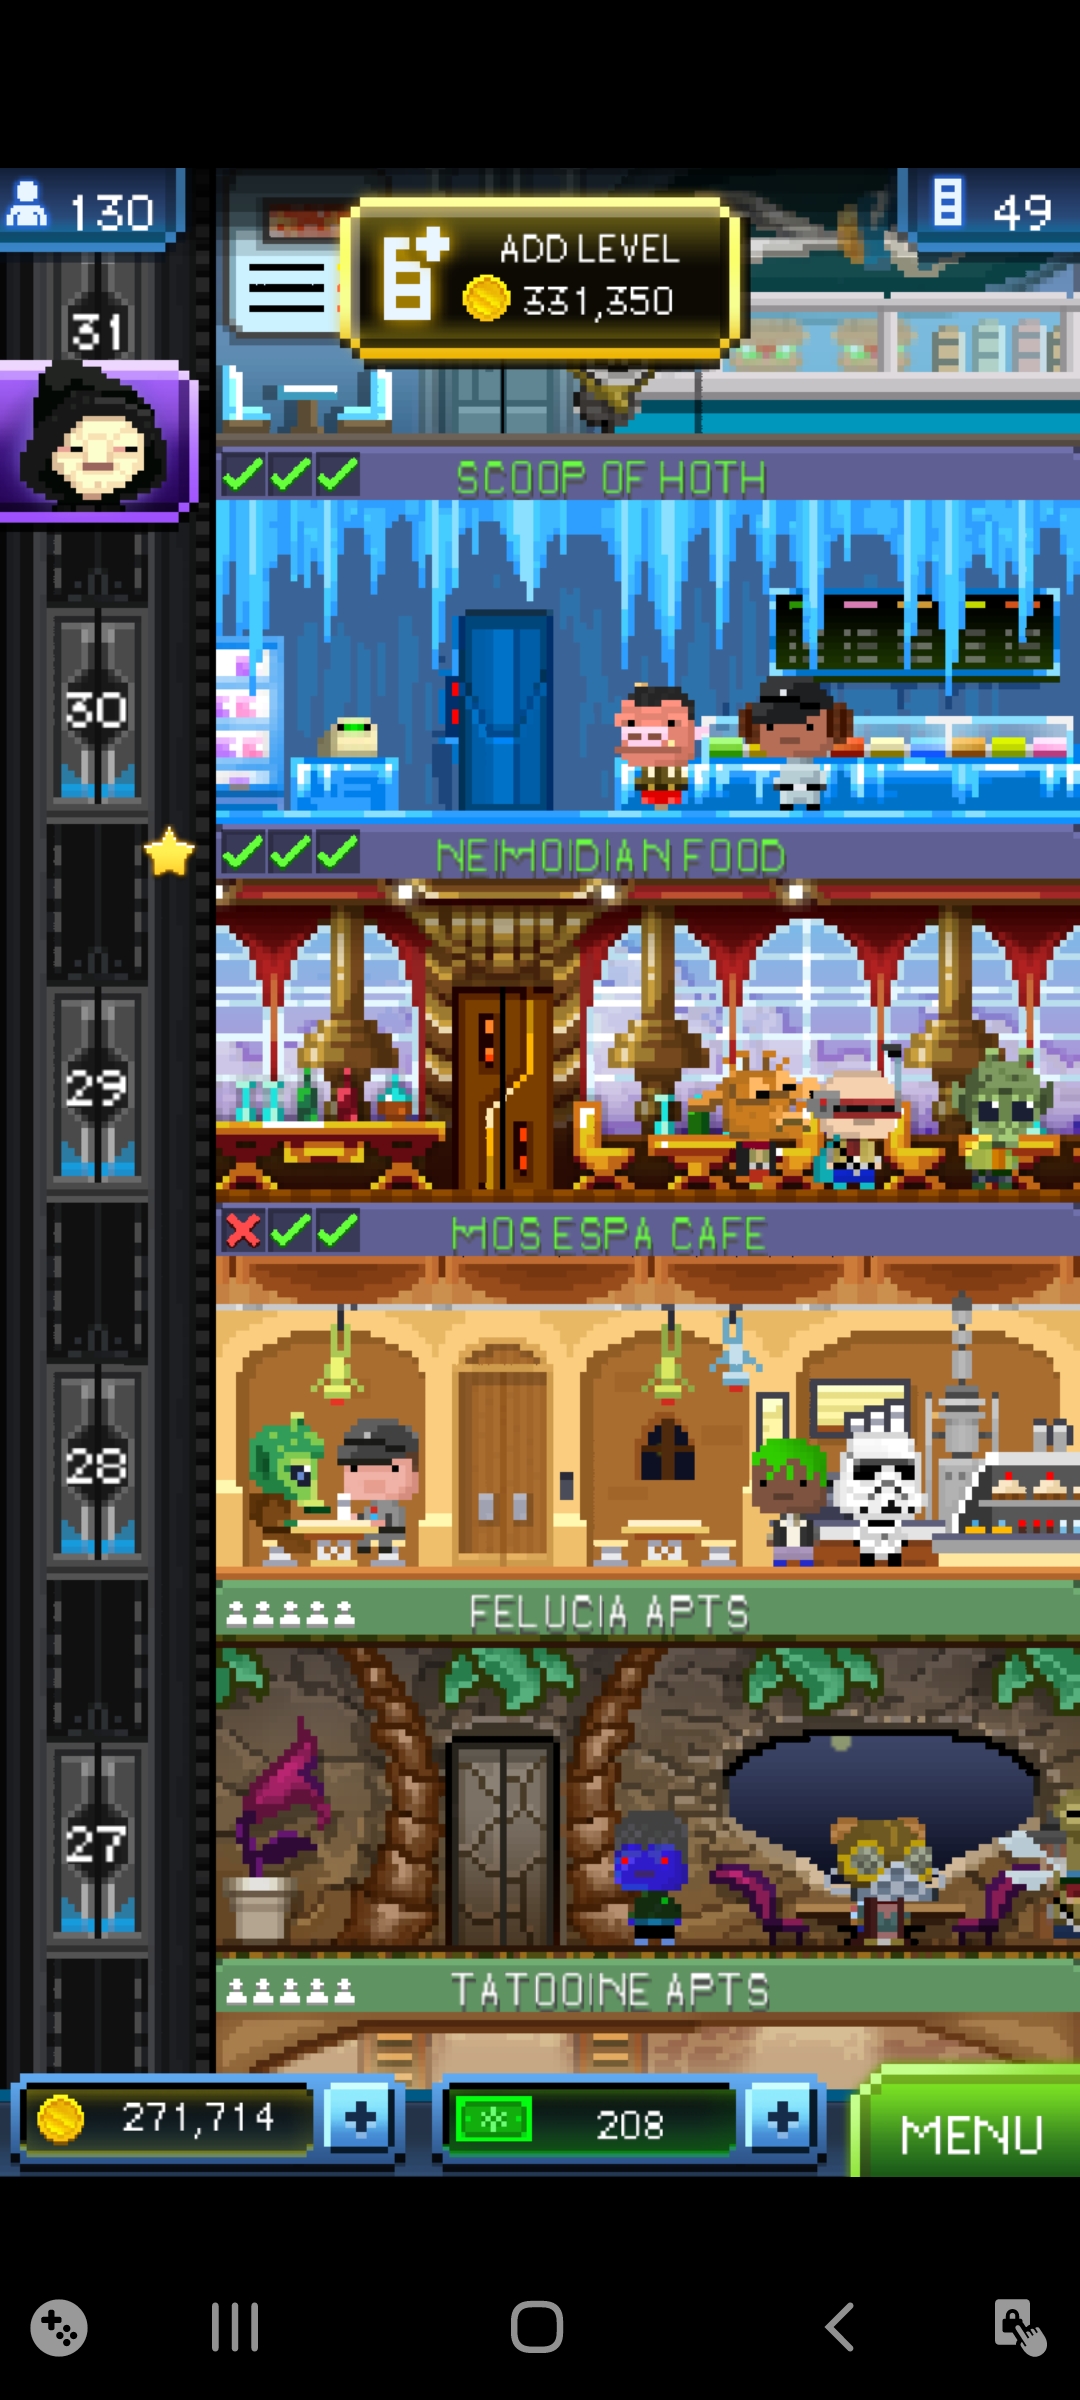 130
ADD LEVEL
331,350
49
31
SCOOP OF HOTH
30
NEIMOIDIAN FOOD
29
MOS ESPA CAFE
28
FELUCIA APTS
27
TATOOINE APTS
271,714
208
MENU